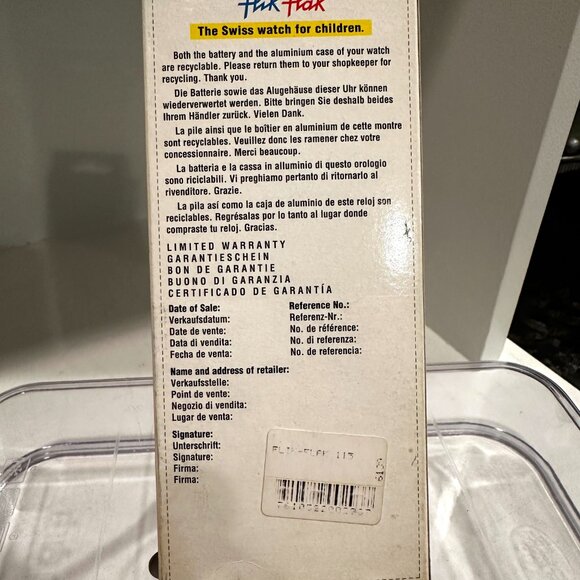 flik flak
The Swiss watch for children.
Both the battery and the aluminium case of your watch
are recyclable. Please return them to your shopkeeper for
recycling. Thank you.
Die Batterie sowie das Alugehäuse dieser Uhr können
wiederverwertet werden. Bitte bringen Sie deshalb beides
Ihrem Händler zurück. Vielen Dank.
La pile ainsi que le boîtier en aluminium de cette montre
sont recyclables. Veuillez donc les ramener chez votre
concessionnaire. Merci beaucoup.
La batteria e la cassa in alluminio di questo orologio
sono riciclabili. Vi preghiamo pertanto di ritornarlo al
rivenditore. Grazie.
La pila así como la caja de aluminio de este reloj son
reciclables. Regrésalas por lo tanto al lugar donde
compraste tu reloj. Gracias.
LIMITED WARRANTY
GARANTIESCHEIN
BON DE GARANTIE
BUONO DI GARANZIA
CERTIFICADO DE GARANTÍA
Date of Sale:
Verkaufsdatum:
Date de vente:
Data di vendita:
Fecha de venta:
Reference No.:
Referenz-Nr.:
No. de référence:
No. di referenza:
No. de referencia:
Name and address of retailer:
Verkaufsstelle:
Point de vente:
Negozio di vendita:
Lugar de venta:
Signature:
Unterschrift:
Signature:
Firma:
Firma:
FLIK-FLAK 113